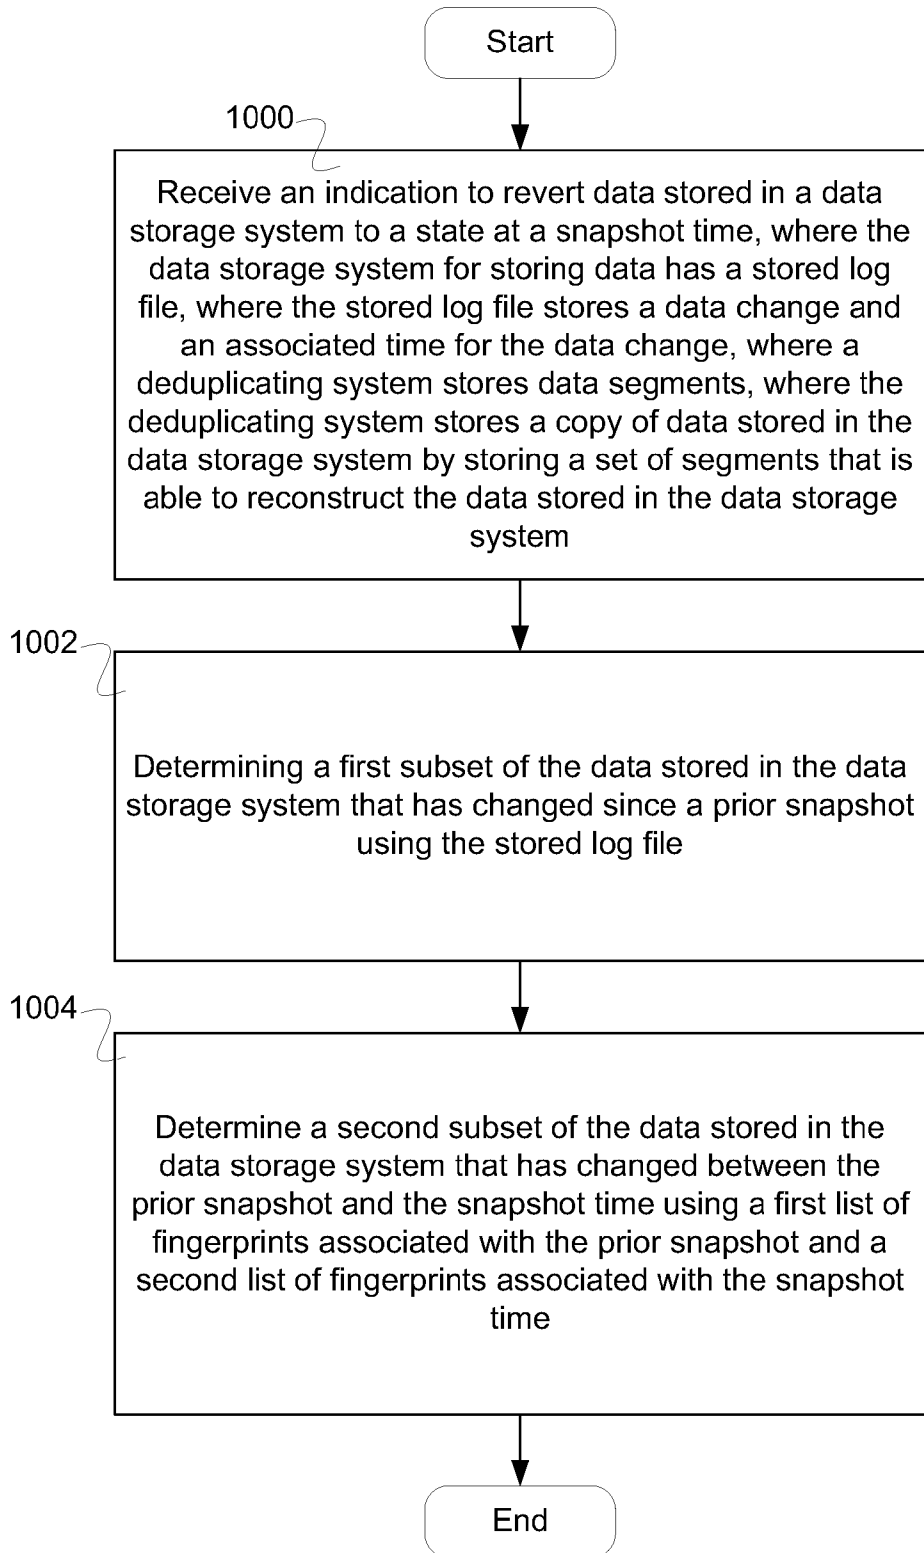 Start
1000
Receive an indication to revert data stored in a data
storage system to a state at a snapshot time, where the
data storage system for storing data has a stored log
file, where the stored log file stores a data change and
an associated time for the data change, where a
deduplicating system stores data segments, where the
deduplicating system stores a copy of data stored in the
data storage system by storing a set of segments that is
able to reconstruct the data stored in the data storage
system
1002
Determining a first subset of the data stored in the data
storage system that has changed since a prior snapshot
using the stored log file
1004
Determine a second subset of the data stored in the
data storage system that has changed between the
prior snapshot and the snapshot time using a first list of
fingerprints associated with the prior snapshot and a
second list of fingerprints associated with the snapshot
time
End